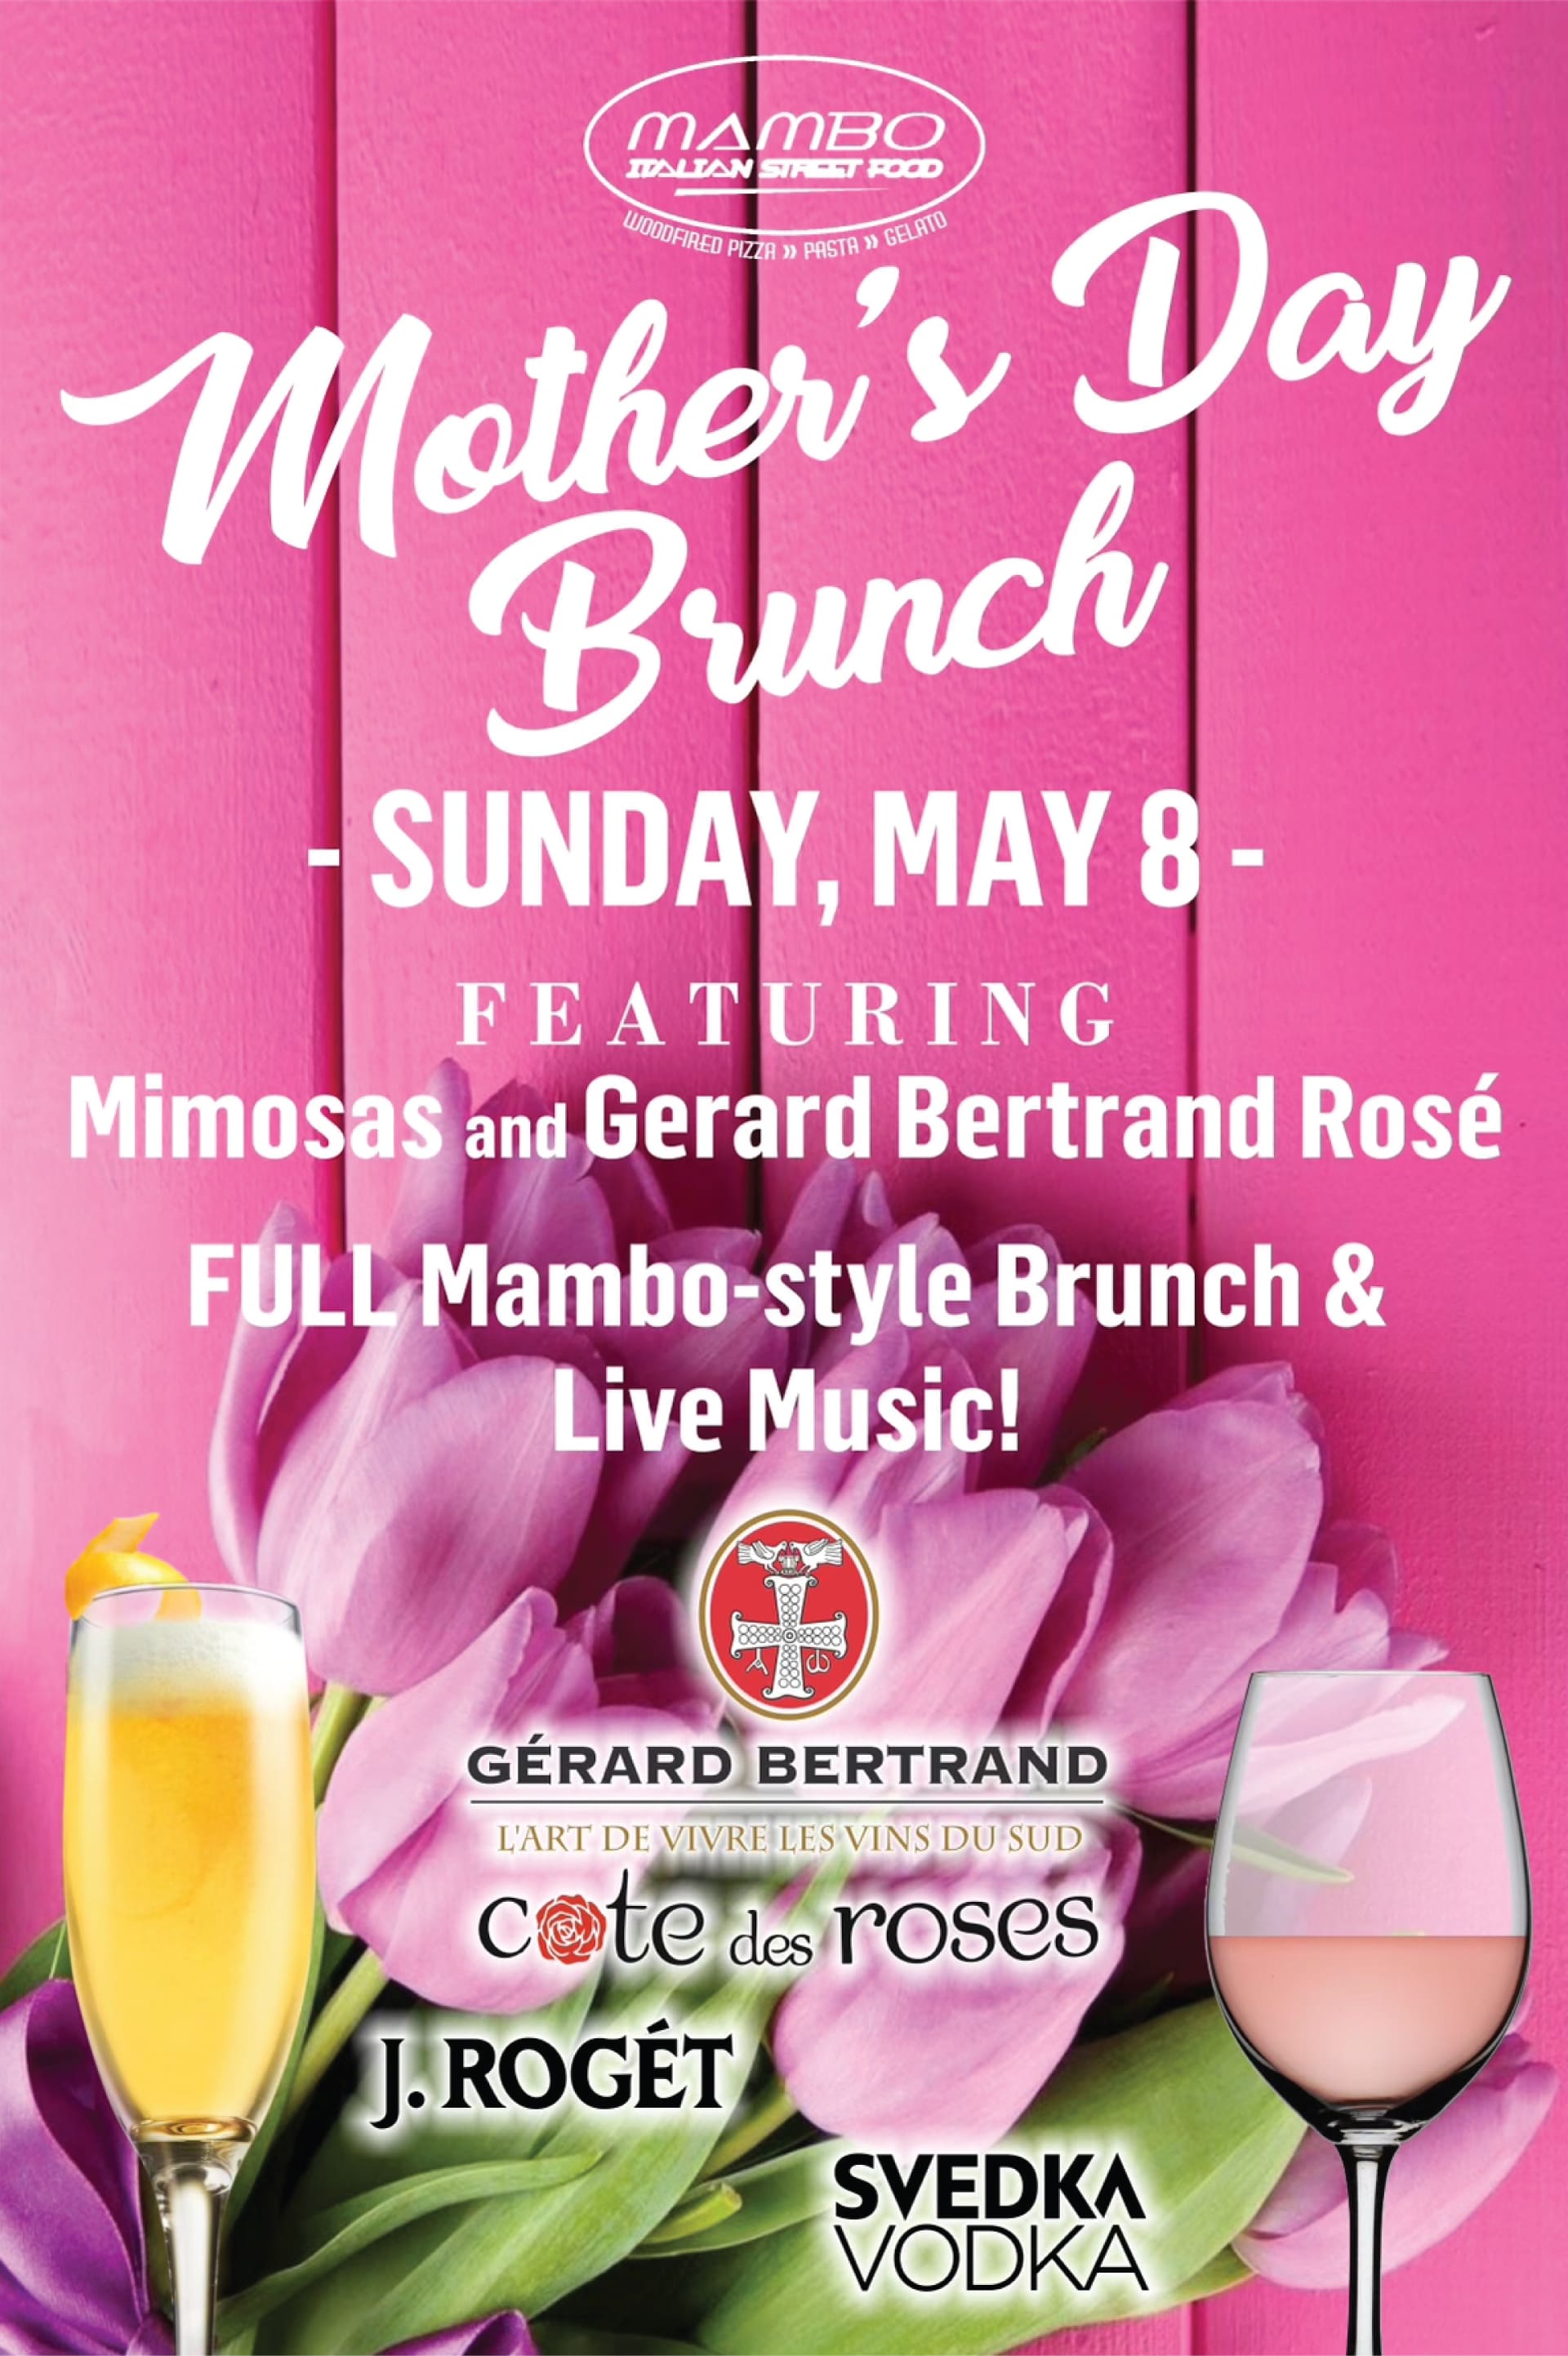 MAMBO
ITALIAN STREET FOOD
WOODFIRED PIZZA » PASTA » GELATO
Mother's Day
Brunch
- SUNDAY, MAY 8 -
FEATURING
Mimosas and Gerard Bertrand Rosé
FULL Mambo-style Brunch &
Live Music!
GÉRARD BERTRAND
L'ART DE VIVRE LES VINS DU SUD
cote des roses
J. ROGÉT
SVEDKA
VODKA